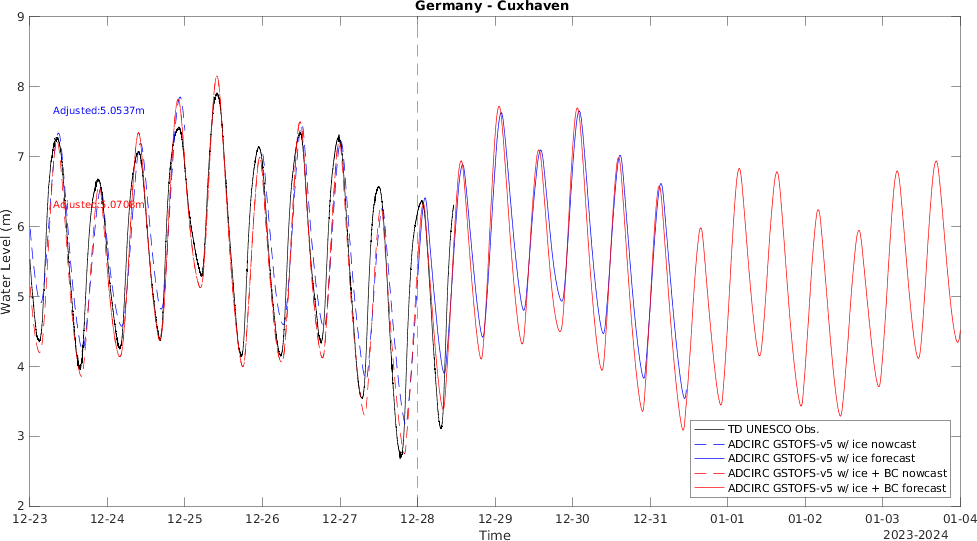 Germany - Cuxhaven
9
8
7
6
5
4
3
2
Water Level (m)
Adjusted:5.0537m
Adjusted:5.0708m
TD UNESCO Obs.
ADCIRC GSTOFS-v5 w/ ice nowcast
ADCIRC GSTOFS-v5 w/ ice forecast
ADCIRC GSTOFS-v5 w/ ice + BC nowcast
ADCIRC GSTOFS-v5 w/ ice + BC forecast
12-23 12-24 12-25 12-26 12-27 12-28 12-29 12-30 12-31 01-01 01-02 01-03 01-04
Time
2023-2024